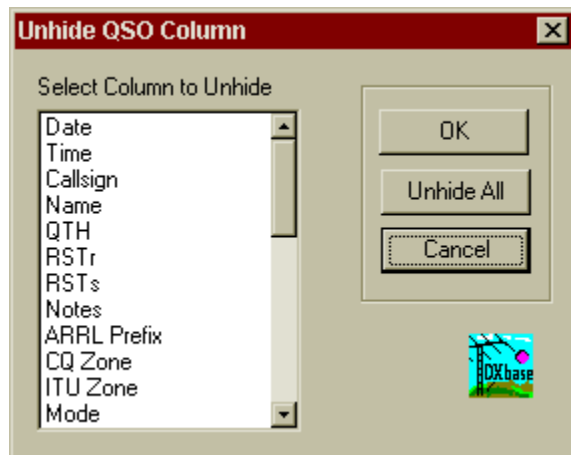 Unhide QSO Column
Select Column to Unhide
Date
Time
Callsign
Name
QTH
RSTr
RSTs
Notes
ARRL Prefix
CQ Zone
ITU Zone
Mode
OK
Unhide All
Cancel
DXbase